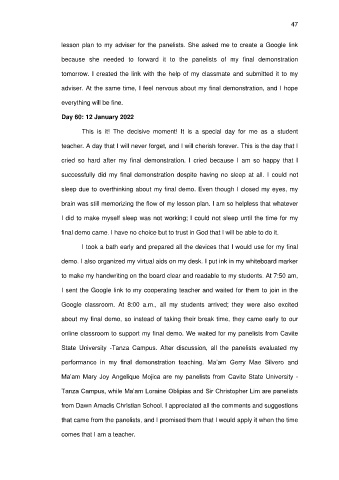 47
lesson plan to my adviser for the panelists. She asked me to create a Google link
because she needed to forward it to the panelists of my final demonstration
tomorrow. I created the link with the help of my classmate and submitted it to my
adviser. At the same time, I feel nervous about my final demonstration, and I hope
everything will be fine.
Day 60: 12 January 2022
This is it! The decisive moment! It is a special day for me as a student
teacher. A day that I will never forget, and I will cherish forever. This is the day that I
cried so hard after my final demonstration. I cried because I am so happy that I
successfully did my final demonstration despite having no sleep at all. I could not
sleep due to overthinking about my final demo. Even though I closed my eyes, my
brain was still memorizing the flow of my lesson plan. I am so helpless that whatever
I did to make myself sleep was not working; I could not sleep until the time for my
final demo came. I have no choice but to trust in God that I will be able to do it.
I took a bath early and prepared all the devices that I would use for my final
demo. I also organized my virtual aids on my desk. I put ink in my whiteboard marker
to make my handwriting on the board clear and readable to my students. At 7:50 am,
I sent the Google link to my cooperating teacher and waited for them to join in the
Google classroom. At 8:00 a.m., all my students arrived; they were also excited
about my final demo, so instead of taking their break time, they came early to our
online classroom to support my final demo. We waited for my panelists from Cavite
State University -Tanza Campus. After discussion, all the panelists evaluated my
performance in my final demonstration teaching. Ma'am Gerry Mae Silvero and
Ma'am Mary Joy Angelique Mojica are my panelists from Cavite State University -
Tanza Campus, while Ma'am Loraine Oblipias and Sir Christopher Lim are panelists
from Dawn Amadis Christian School. I appreciated all the comments and suggestions
that came from the panelists, and I promised them that I would apply it when the time
comes that I am a teacher.